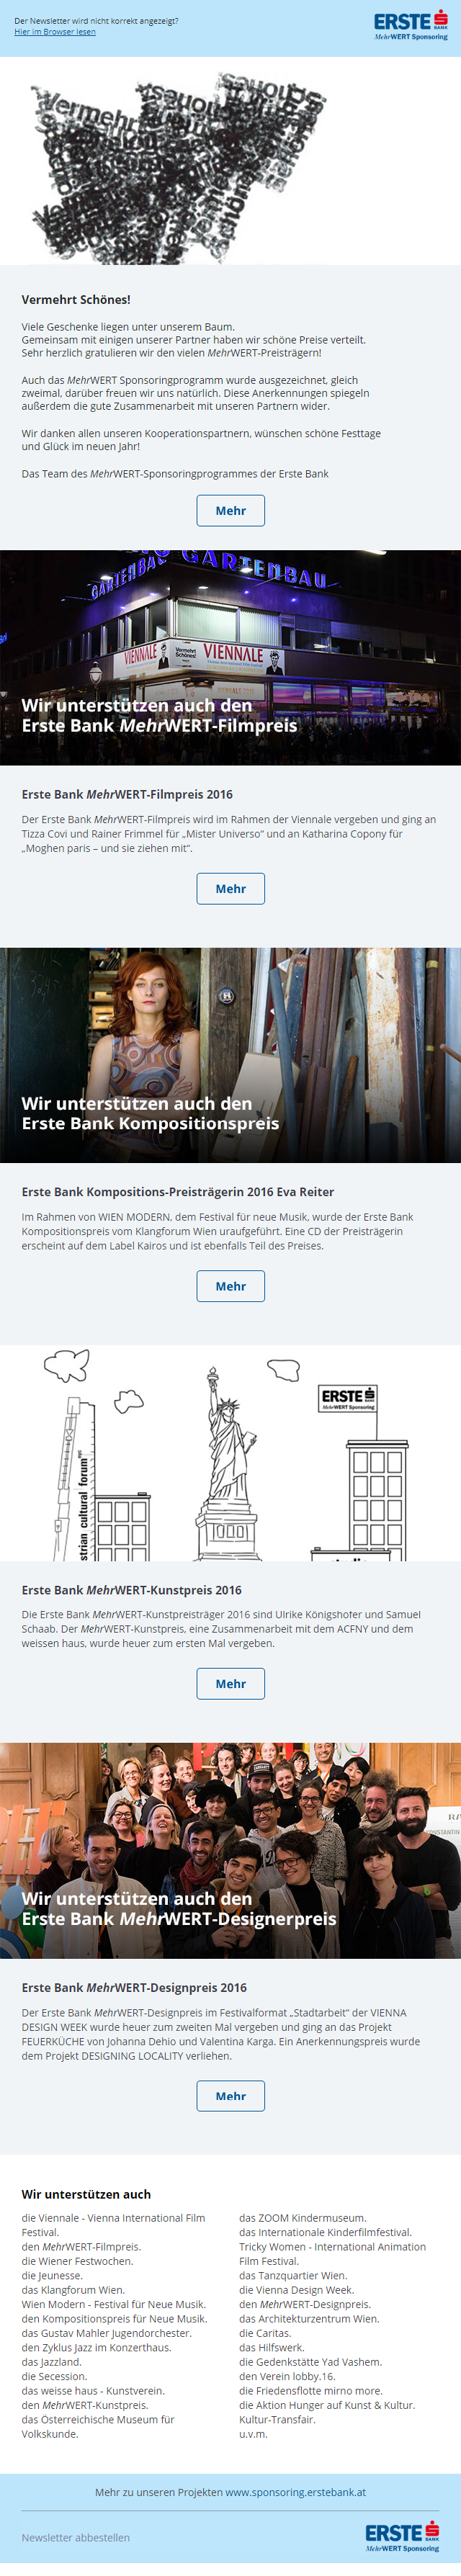 Der Newsletter wird nicht korrekt angezeigt?
Hier im Browser lesen
ERSTE BANK
MehrWERT Sponsoring
Vermehrt Schönes!
Viele Geschenke liegen unter unserem Baum.
Gemeinsam mit einigen unserer Partner haben wir schöne Preise verteilt.
Sehr herzlich gratulieren wir den vielen MehrWERT-Preisträgern!
Auch das MehrWERT Sponsoringprogramm wurde ausgezeichnet, gleich
zweimal, darüber freuen wir uns natürlich. Diese Anerkennungen spiegeln
außerdem die gute Zusammenarbeit mit unseren Partnern wider.
Wir danken allen unseren Kooperationspartnern, wünschen schöne Festtage
und Glück im neuen Jahr!
Das Team des MehrWERT-Sponsoringprogrammes der Erste Bank
Mehr
GARTENBAU
GARTENBAU
VIENNALE
Vermehrt
Schönes!
VIENNALE
Wir unterstützen auch den
Erste Bank MehrWERT-Filmpreis
Erste Bank MehrWERT-Filmpreis 2016
Der Erste Bank MehrWERT-Filmpreis wird im Rahmen der Viennale vergeben und ging an
Tizza Covi und Rainer Frimmel für „Mister Universo“ und an Katharina Copony für
„Moghen paris – und sie ziehen mit“.
Mehr
H
Wir unterstützen auch den
Erste Bank Kompositionspreis
Erste Bank Kompositions-Preisträgerin 2016 Eva Reiter
Im Rahmen von WIEN MODERN, dem Festival für neue Musik, wurde der Erste Bank
Kompositionspreis vom Klangforum Wien uraufgeführt. Eine CD der Preisträgerin
erscheint auf dem Label Kairos und ist ebenfalls Teil des Preises.
Mehr
ERSTE BANK
MehrWERT Sponsoring
strian cultural forum
Erste Bank MehrWERT-Kunstpreis 2016
Die Erste Bank MehrWERT-Kunstpreisträger 2016 sind Ulrike Königshofer und Samuel
Schaab. Der MehrWERT-Kunstpreis, eine Zusammenarbeit mit dem ACFNY und dem
weissen haus, wurde heuer zum ersten Mal vergeben.
Mehr
Wir unterstützen auch den
Erste Bank MehrWERT-Designerpreis
Erste Bank MehrWERT-Designpreis 2016
Der Erste Bank MehrWERT-Designpreis im Festivalformat „Stadtarbeit“ der VIENNA
DESIGN WEEK wurde heuer zum zweiten Mal vergeben und ging an das Projekt
FEUERKÜCHE von Johanna Dehio und Valentina Karga. Ein Anerkennungspreis wurde
dem Projekt DESIGNING LOCALITY verliehen.
Mehr
Wir unterstützen auch
die Viennale - Vienna International Film
Festival.
den MehrWERT-Filmpreis.
die Wiener Festwochen.
die Jeunesse.
das Klangforum Wien.
Wien Modern - Festival für Neue Musik.
den Kompositionspreis für Neue Musik.
das Gustav Mahler Jugendorchester.
den Zyklus Jazz im Konzerthaus.
das Jazzland.
die Secession.
das weisse haus - Kunstverein.
den MehrWERT-Kunstpreis.
das Österreichische Museum für
Volkskunde.
das ZOOM Kindermuseum.
das Internationale Kinderfilmfestival.
Tricky Women - International Animation
Film Festival.
das Tanzquartier Wien.
die Vienna Design Week.
den MehrWERT-Designpreis.
das Architekturzentrum Wien.
die Caritas.
das Hilfswerk.
die Gedenkstätte Yad Vashem.
den Verein lobby.16.
die Friedensflotte mirno more.
die Aktion Hunger auf Kunst & Kultur.
Kultur-Transfair.
u.v.m.
Mehr zu unseren Projekten www.sponsoring.erstebank.at
Newsletter abbestellen
ERSTE BANK
MehrWERT Sponsoring